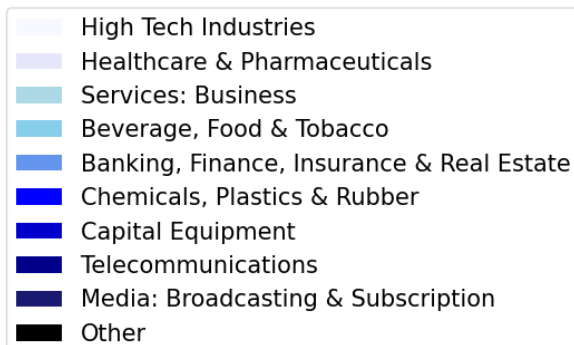 High Tech Industries
Healthcare & Pharmaceuticals
Services: Business
Beverage, Food & Tobacco
Banking, Finance, Insurance & Real Estate
Chemicals, Plastics & Rubber
Capital Equipment
Telecommunications
Media: Broadcasting & Subscription
Other